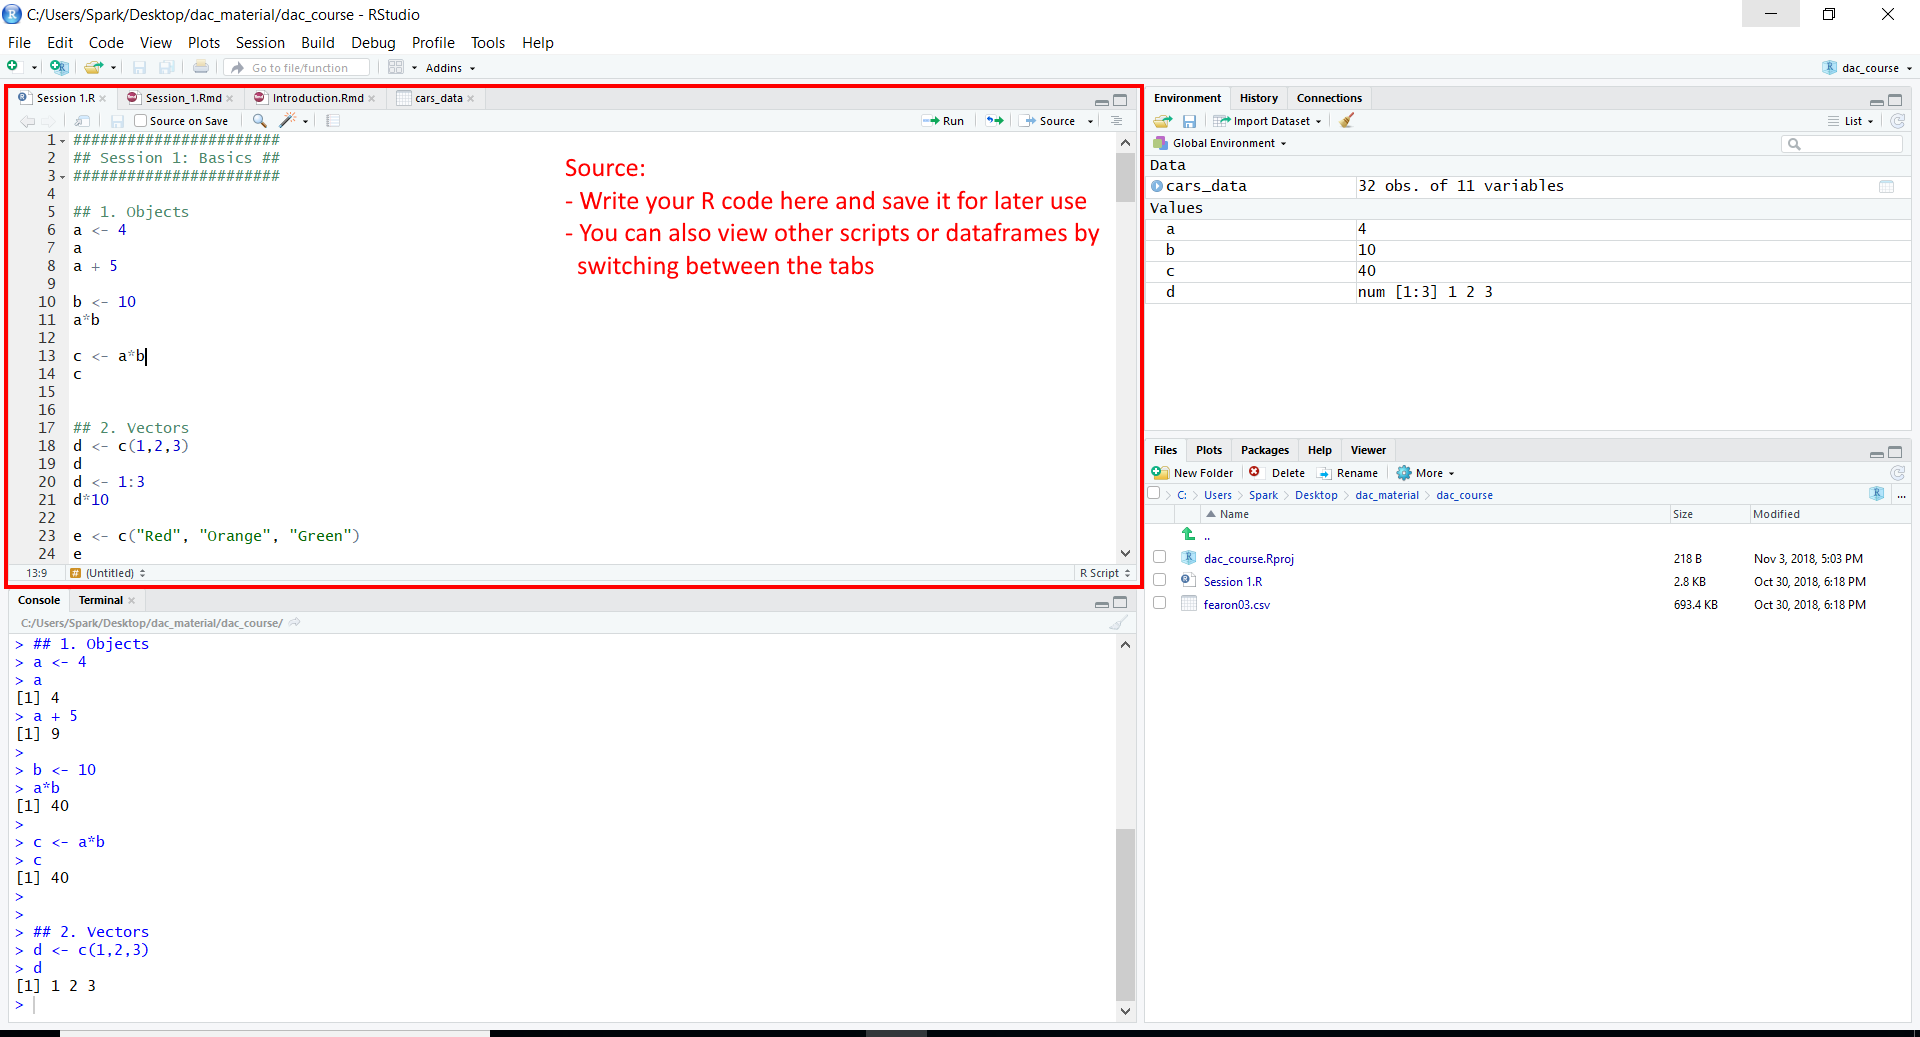 C:/Users/Spark/Desktop/dac_material/dac_course - RStudio
File Edit Code View Plots Session Build Debug Profile Tools Help
Go to file/function Addins dac_course
Session 1.R Session_1.Rmd Introduction.Rmd cars_data
Source on Save Run Source
1 ########################
2 ## Session 1: Basics ##
3 ########################
4
5 ## 1. Objects
6 a <- 4
7 a
8 a + 5
9
10 b <- 10
11 a*b
12
13 c <- a*b
14 c
15
16
17 ## 2. Vectors
18 d <- c(1,2,3)
19 d
20 d <- 1:3
21 d*10
22
23 e <- c("Red", "Orange", "Green")
24 e
13:9 # (Untitled) R Script
Source:
- Write your R code here and save it for later use
- You can also view other scripts or dataframes by
switching between the tabs
Console Terminal
C:/Users/Spark/Desktop/dac_material/dac_course/
> ## 1. Objects
> a <- 4
> a
[1] 4
> a + 5
[1] 9
>
> b <- 10
> a*b
[1] 40
>
> c <- a*b
> c
[1] 40
>
>
> ## 2. Vectors
> d <- c(1,2,3)
> d
[1] 1 2 3
>
Environment History Connections
Import Dataset List
Global Environment
Data
cars_data 32 obs. of 11 variables
Values
a 4
b 10
c 40
d num [1:3] 1 2 3
Files Plots Packages Help Viewer
New Folder Delete Rename More
C: > Users > Spark > Desktop > dac_material > dac_course ...
Name Size Modified
..
dac_course.Rproj 218 B Nov 3, 2018, 5:03 PM
Session 1.R 2.8 KB Oct 30, 2018, 6:18 PM
fearon03.csv 693.4 KB Oct 30, 2018, 6:18 PM